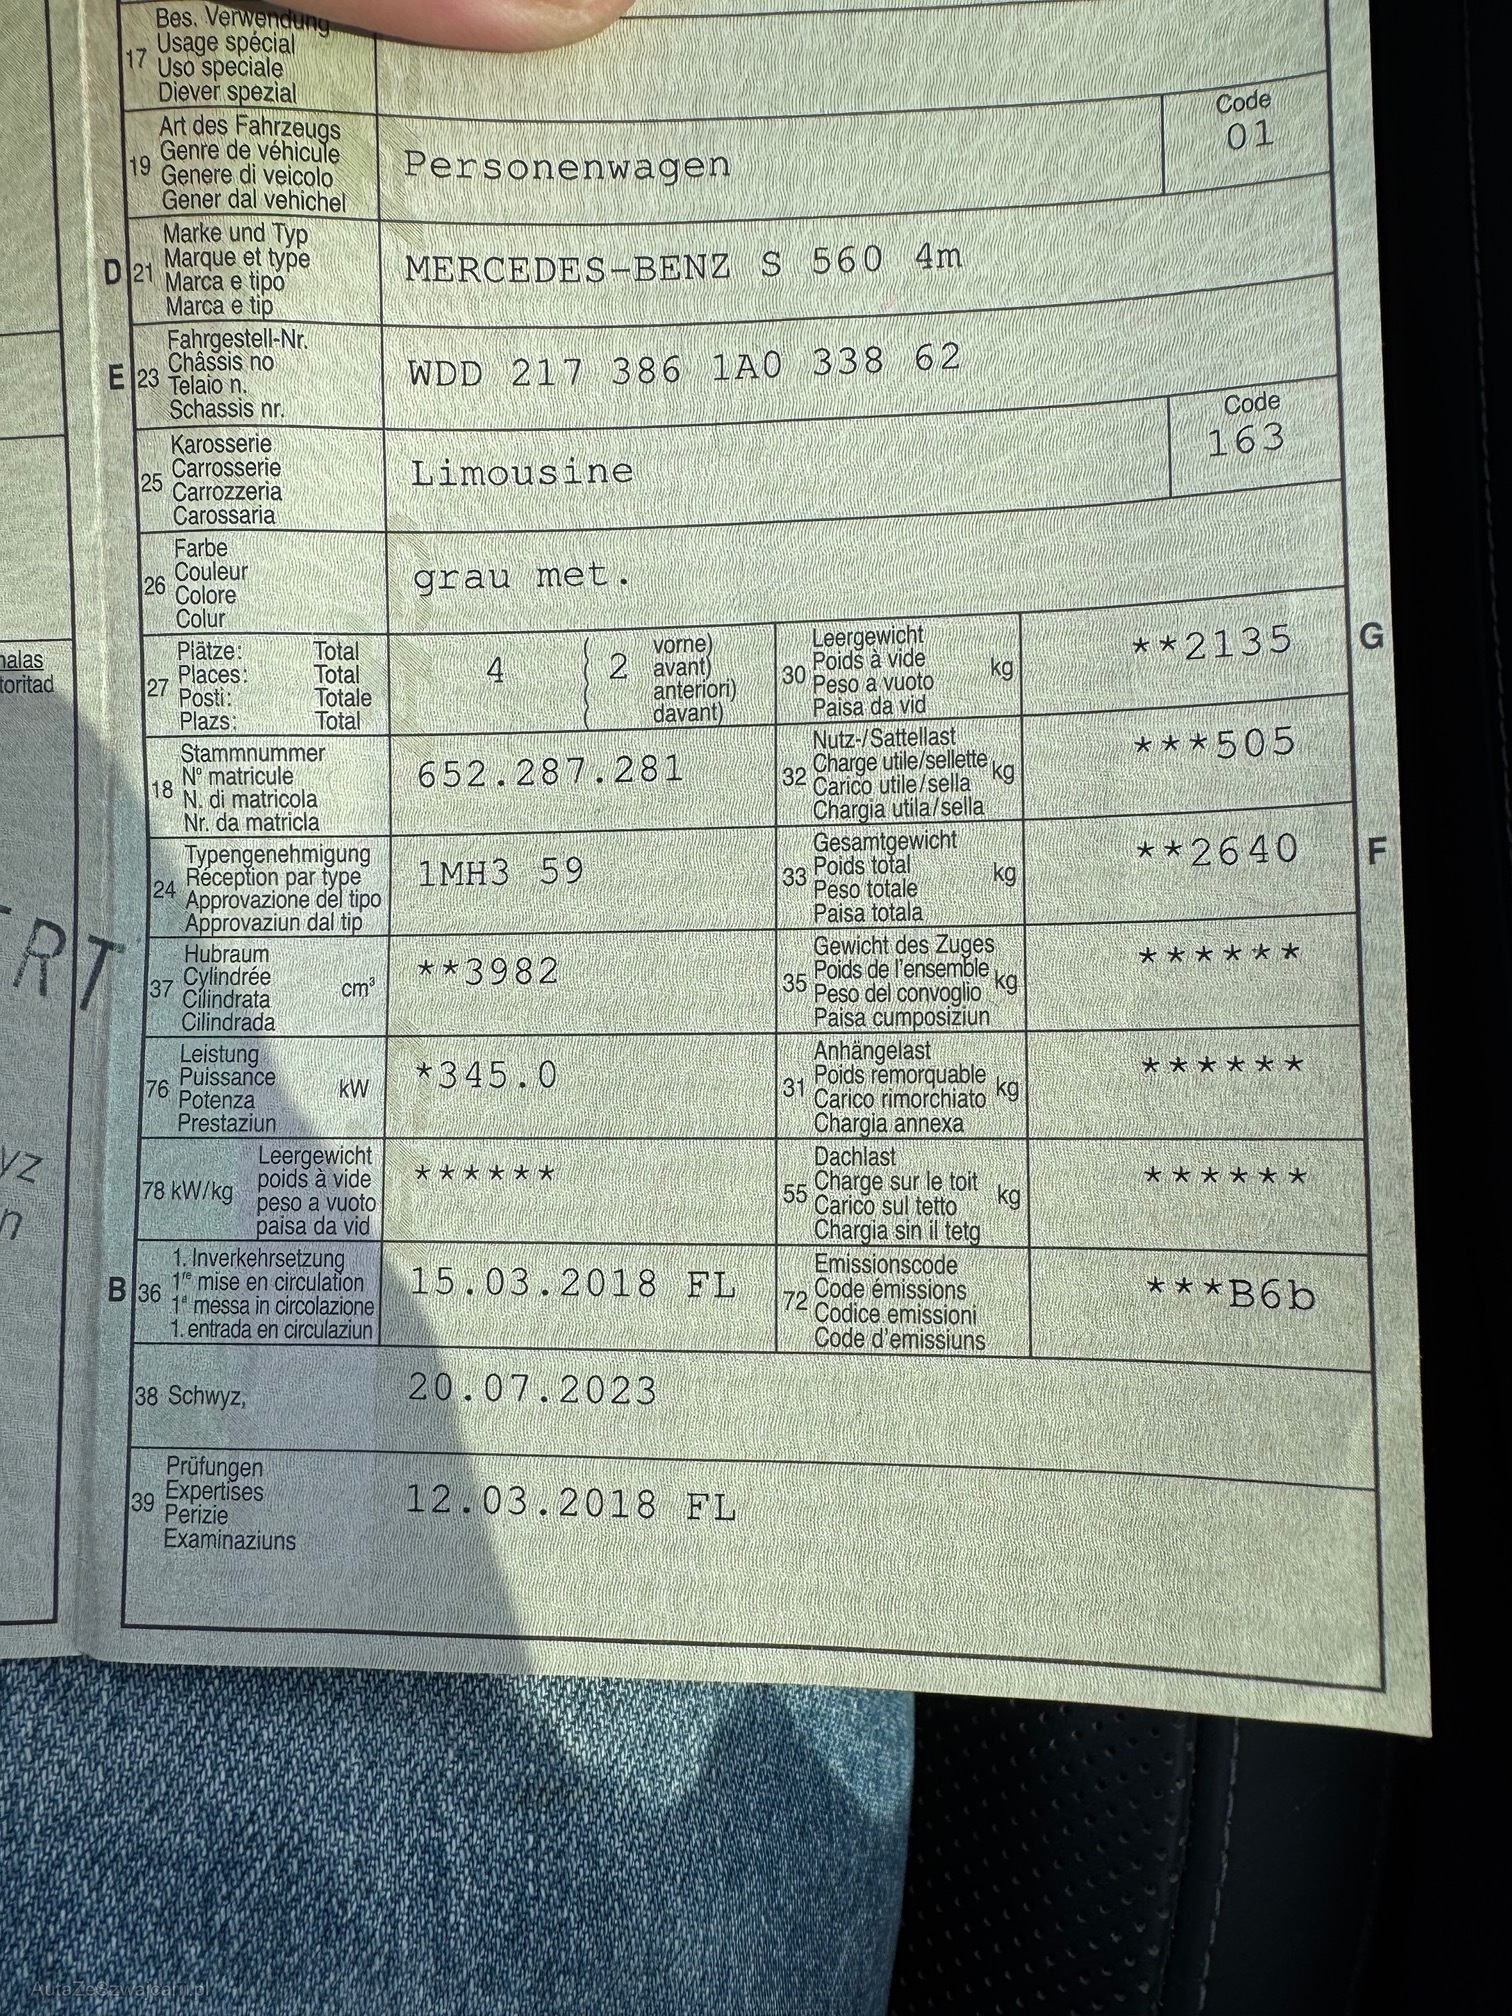 Bes. Verwendung
17 Usage spécial
Uso speciale
Diever spezial
Art des Fahrzeugs
19 Genre de véhicule
Genere di veicolo
Gener dal vehichel
Personenwagen
Code
01
Marke und Typ
D 21 Marque et type
Marca e tipo
Marca e tip
MERCEDES-BENZ S 560 4m
Fahrgestell-Nr.
E 23 Châssis no
Telaio n.
Schassis nr.
WDD 217 386 1A0 338 62
Karosserie
25 Carrosserie
Carrozzeria
Carossaria
Limousine
Code
163
Farbe
26 Couleur
Colore
Colur
grau met.
Plätze: Total
27 Places: Total
Posti: Totale
Plazs: Total
4 2 vorne)
avant)
anteriori)
davant)
Leergewicht
30 Poids à vide kg
Peso a vuoto
Paisa da vid
**2135 G
Stammnummer
18 N° matricule
N. di matricola
Nr. da matricla
652.287.281
Nutz-/Sattellast
32 Charge utile/sellette kg
Carico utile/sella
Chargia utila/sella
***505
Typengenehmigung
24 Réception par type
Approvazione del tipo
Approvaziun dal tip
1MH3 59
Gesamtgewicht
33 Poids total kg
Peso totale
Paisa totala
**2640 F
Hubraum
37 Cylindrée cm³
Cilindrata
Cilindrada
**3982
Gewicht des Zuges
35 Poids de l'ensemble kg
Peso del convoglio
Paisa cumposiziun
******
Leistung
76 Puissance kW
Potenza
Prestaziun
*345.0
Anhängelast
31 Poids remorquable kg
Carico rimorchiato
Chargia annexa
******
Leergewicht
78 kW/kg poids à vide
peso a vuoto
paisa da vid
******
Dachlast
55 Charge sur le toit kg
Carico sul tetto
Chargia sin il tetg
******
1. Inverkehrsetzung
B 36 1re mise en circulation
1a messa in circolazione
1. entrada en circulaziun
15.03.2018 FL
Emissionscode
72 Code émissions
Codice emissioni
Code d'emissiuns
***B6b
38 Schwyz, 20.07.2023
Prüfungen
39 Expertises
Perizie
Examinaziuns
12.03.2018 FL
AutaZeSzwajcarii.pl